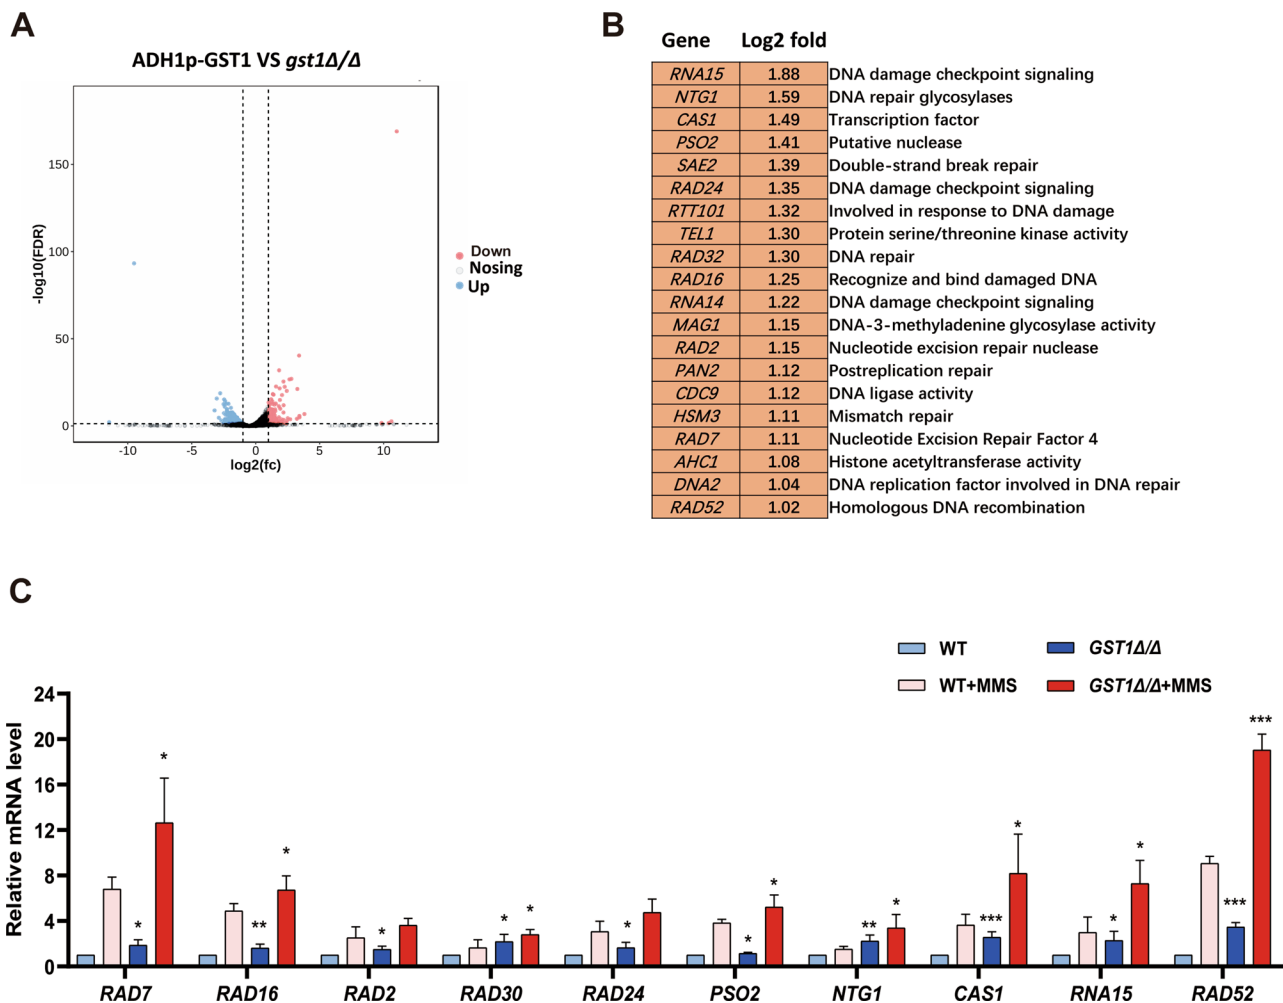 A
ADH1p-GST1 VS gst1Δ/Δ
150
100
50
0
-10
-5
0
5
10
-log10(FDR)
log2(fc)
Down
Nosing
Up
B
Gene Log2 fold
RNA15 1.88 DNA damage checkpoint signaling
NTG1 1.59 DNA repair glycosylases
CAS1 1.49 Transcription factor
PSO2 1.41 Putative nuclease
SAE2 1.39 Double-strand break repair
RAD24 1.35 DNA damage checkpoint signaling
RTT101 1.32 Involved in response to DNA damage
TEL1 1.30 Protein serine/threonine kinase activity
RAD32 1.30 DNA repair
RAD16 1.25 Recognize and bind damaged DNA
RNA14 1.22 DNA damage checkpoint signaling
MAG1 1.15 DNA-3-methyladenine glycosylase activity
RAD2 1.15 Nucleotide excision repair nuclease
PAN2 1.12 Postreplication repair
CDC9 1.12 DNA ligase activity
HSM3 1.11 Mismatch repair
RAD7 1.11 Nucleotide Excision Repair Factor 4
AHC1 1.08 Histone acetyltransferase activity
DNA2 1.04 DNA replication factor involved in DNA repair
RAD52 1.02 Homologous DNA recombination
C
WT GST1Δ/Δ
WT+MMS GST1Δ/Δ+MMS
Relative mRNA level
24
20
16
12
8
4
0
* *
** *
*
* *
*
* *
** *
*** *
* *
*** ***
RAD7 RAD16 RAD2 RAD30 RAD24 PSO2 NTG1 CAS1 RNA15 RAD52